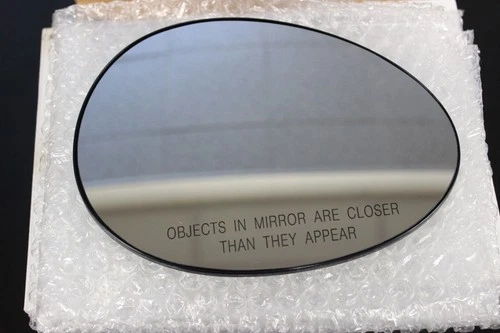 OBJECTS IN MIRROR ARE CLOSER
THAN THEY APPEAR